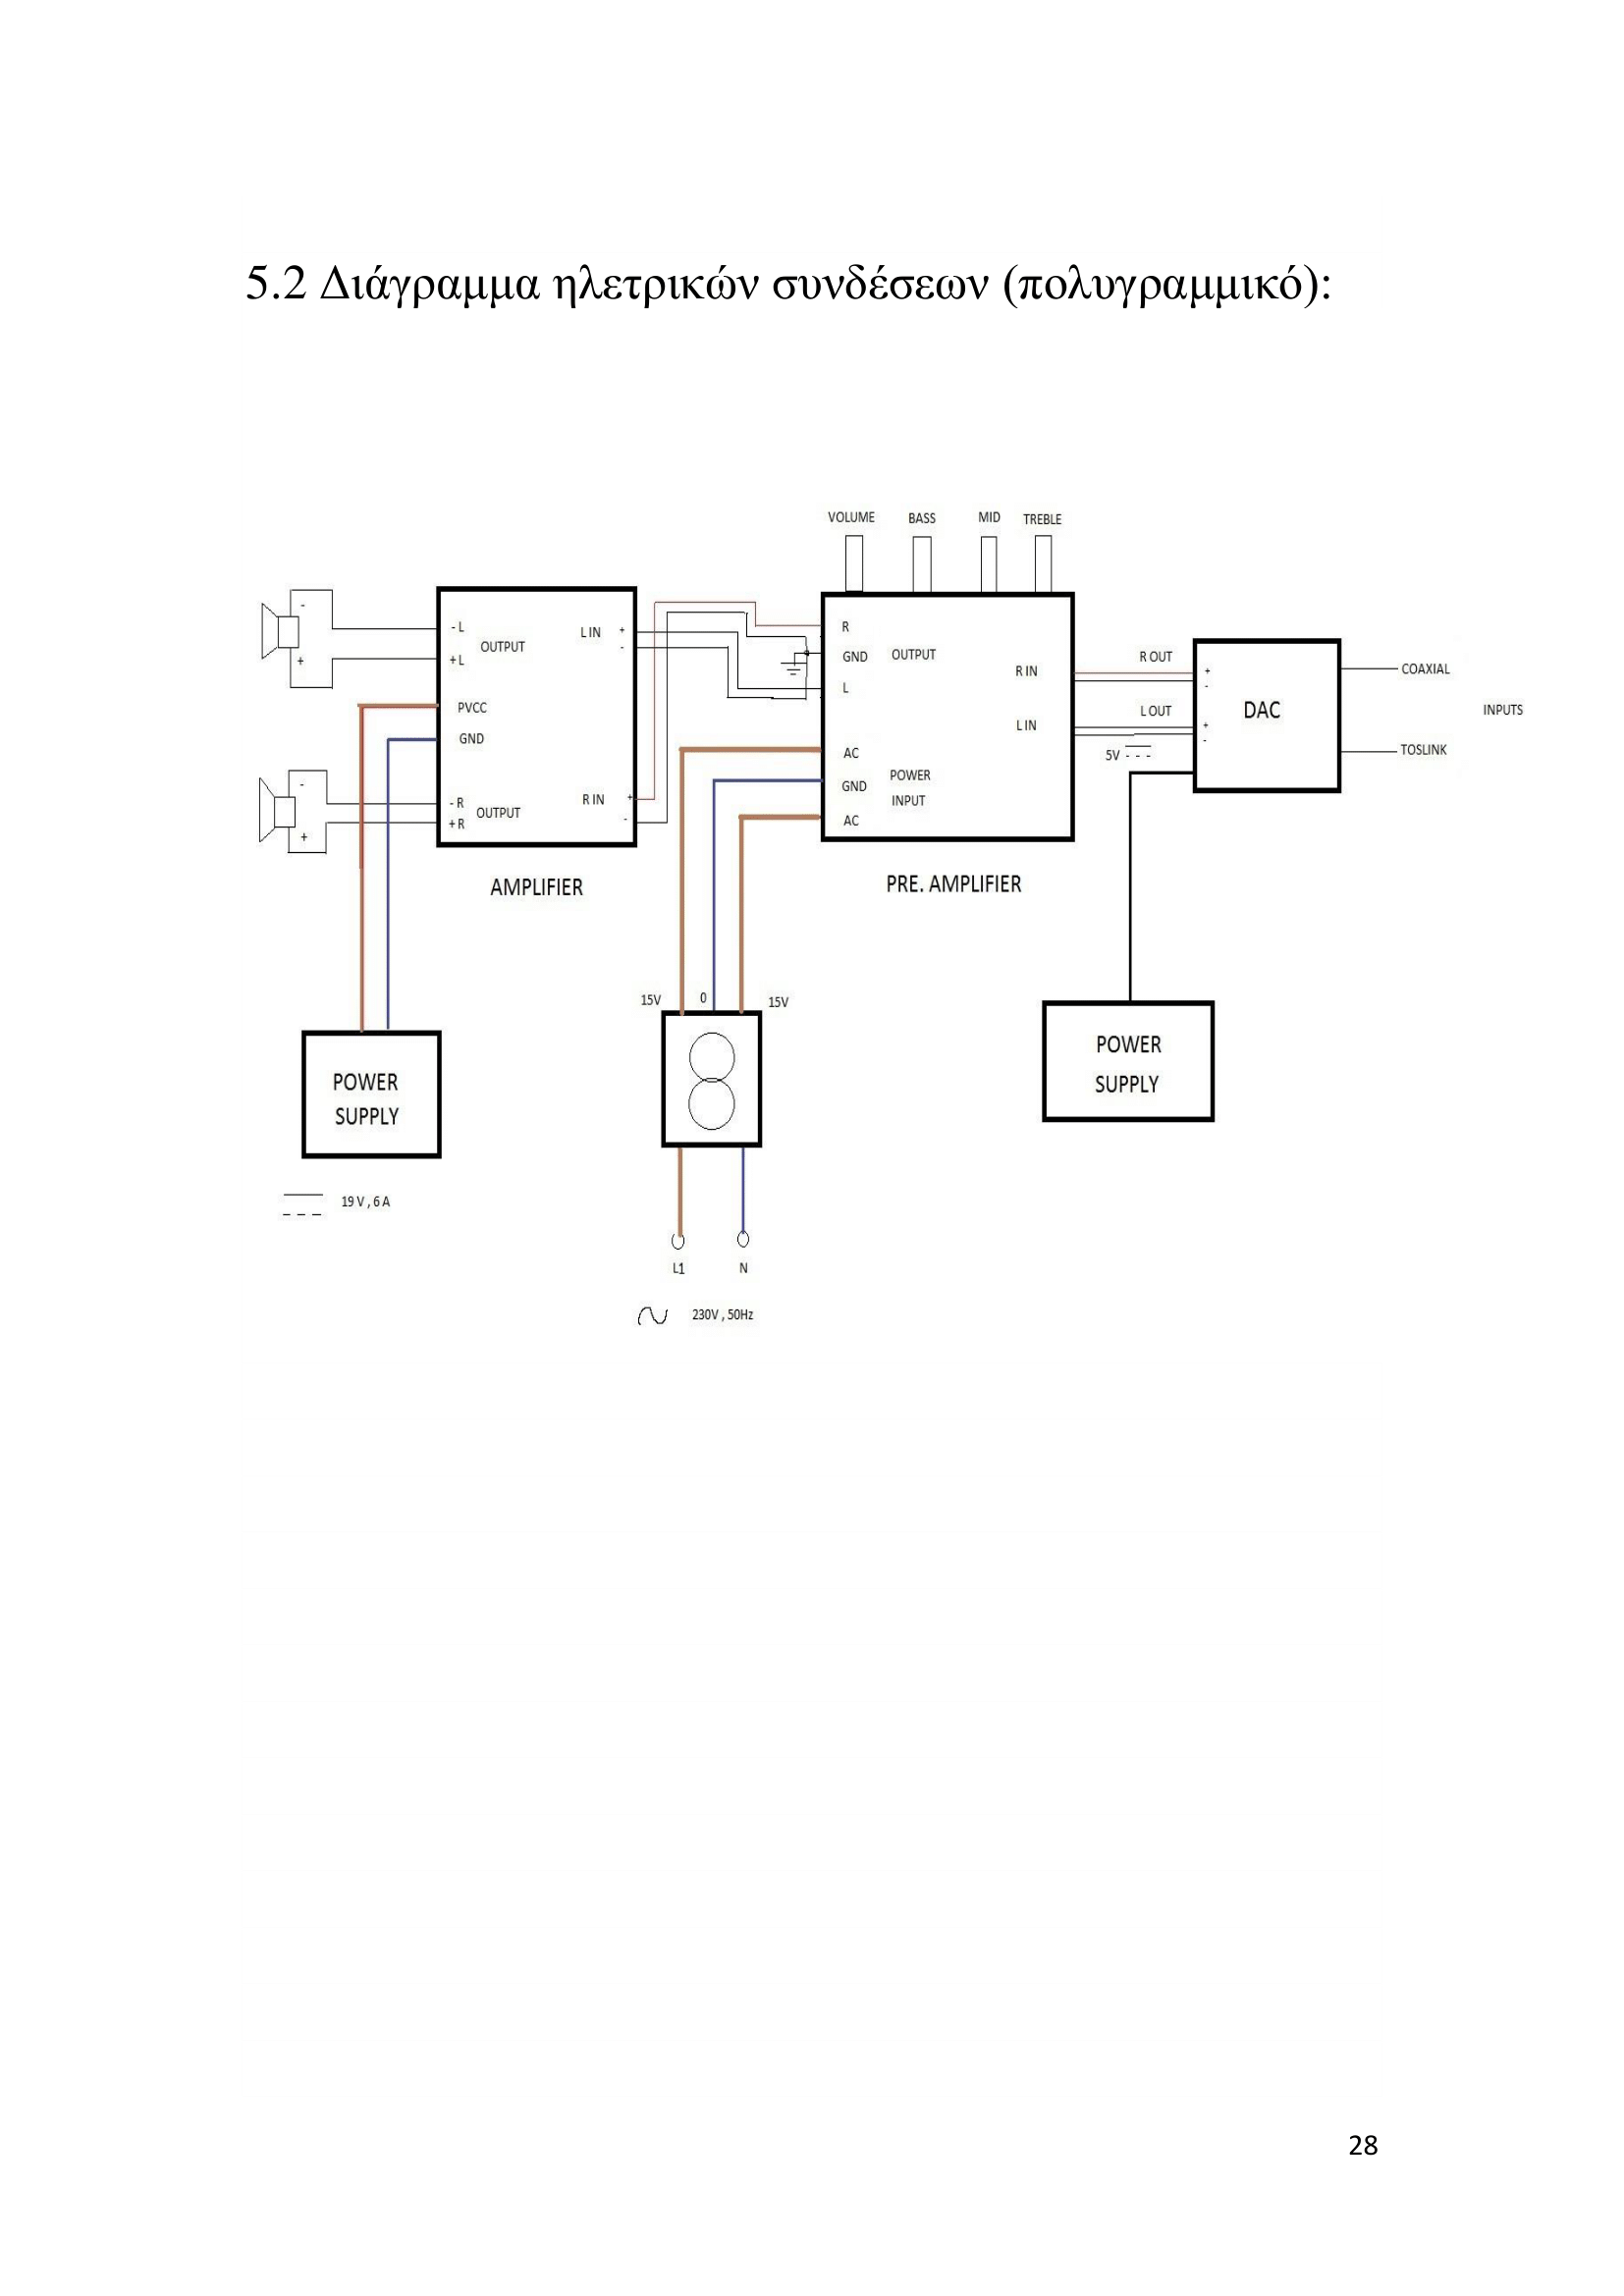 5.2 Διάγραμμα ηλετρικών συνδέσεων (πολυγραμμικό):
VOLUME BASS MID TREBLE
- - L OUTPUT L IN + -
+ + L
PVCC
GND
- - R OUTPUT R IN +
+ + R -
AMPLIFIER
R
GND OUTPUT R IN
L L IN
AC
GND POWER INPUT
AC
PRE. AMPLIFIER
R OUT + -
L OUT + -
DAC
5V
COAXIAL
INPUTS
TOSLINK
15V 0 15V
POWER
SUPPLY
19 V , 6 A
L1 N
230V , 50Hz
POWER
SUPPLY
28